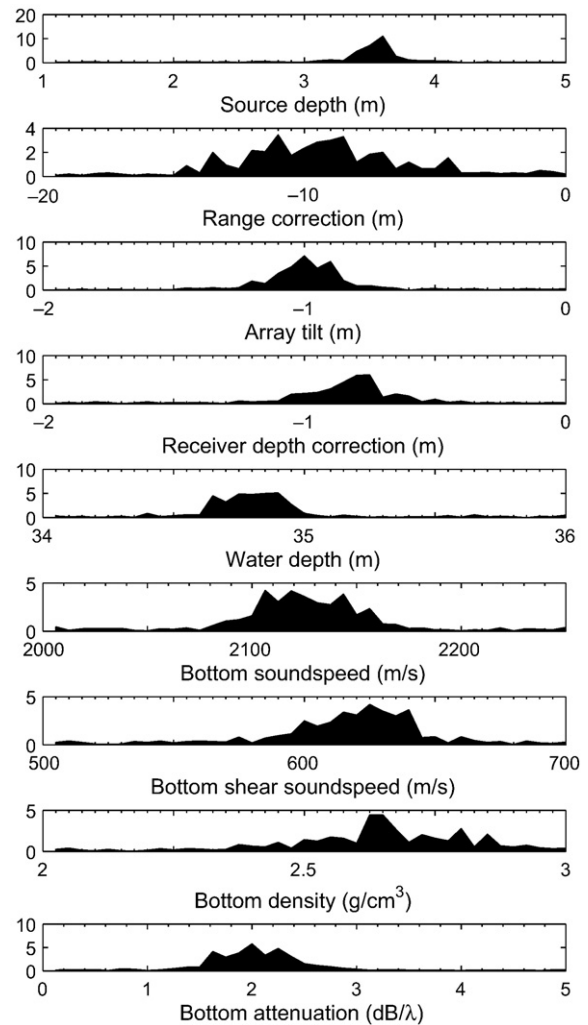 20
10
0
1 2 3 4 5
Source depth (m)
4
2
0
−20 −10 0
Range correction (m)
10
5
0
−2 −1 0
Array tilt (m)
10
5
0
−2 −1 0
Receiver depth correction (m)
10
5
0
34 35 36
Water depth (m)
5
0
2000 2100 2200
Bottom soundspeed (m/s)
5
0
500 600 700
Bottom shear soundspeed (m/s)
5
0
2 2.5 3
Bottom density (g/cm³)
10
5
0
0 1 2 3 4 5
Bottom attenuation (dB/λ)